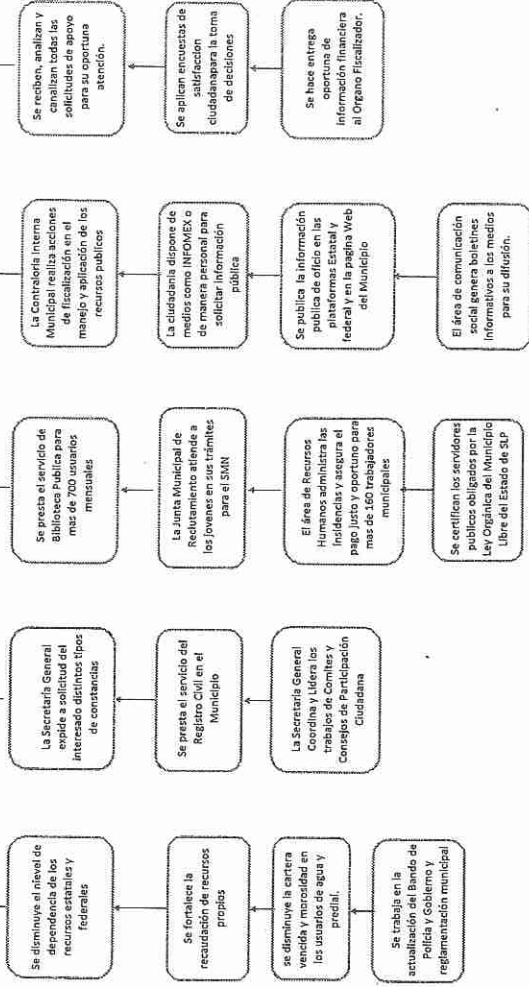 Se disminuye el nievel de
dependencia de los
recursos estatales y
federales
Se fortalece la
recaudación de recursos
propios
se disminuye la cartera
vencida y morosidad en
los usuarios de agua y
predial.
Se trabaja en la
actualización del Bando de
Policía y Gobierno y
reglamentación municipal
La Secretaría General
expide a solicitud del
interesado distintos tipos
de constancias
Se presta el servicio del
Registro Civil en el
Municipio
La Secretaria General
Coordina y Lidera los
trabajos de Comites y
Consejos de Participación
Ciudadana
Se presta el servicio de
Biblioteca Publica para
mas de 700 usuarios
mensuales
La Junta Municipal de
Reclutamiento atiende a
los jovenes en sus trámites
para el SMN
El área de Recursos
Humanos administra las
Insidencias y asegura el
pago justo y oportuno para
mas de 160 trabajadores
municipales
Se certifican los servidores
publicos obligados por la
Ley Orgánica del Municipio
Libre del Estado de SLP
La Contraloria Interna
Municipal realiza acciones
de fiscalización en el
manejo y aplicación de los
recursos publicos
La ciudadanía dispone de
medios como INFOMEX o
de manera personal para
solicitar información
pública
Se publica la información
publica de oficio en las
plataformas Estatal y
federal y en la pagina Web
del Municipio
El área de comunicación
social genera boletines
Informativos a los medios
para su difusión.
Se reciben, analizan y
canalizan todas las
solicitudes de apoyo
para su oportuna
atención.
Se aplican encuestas de
satisfaccion
ciudadanapara la toma
de decisiones
Se hace entrega
oportuna de
información financiera
al Organo Fiscalizador.